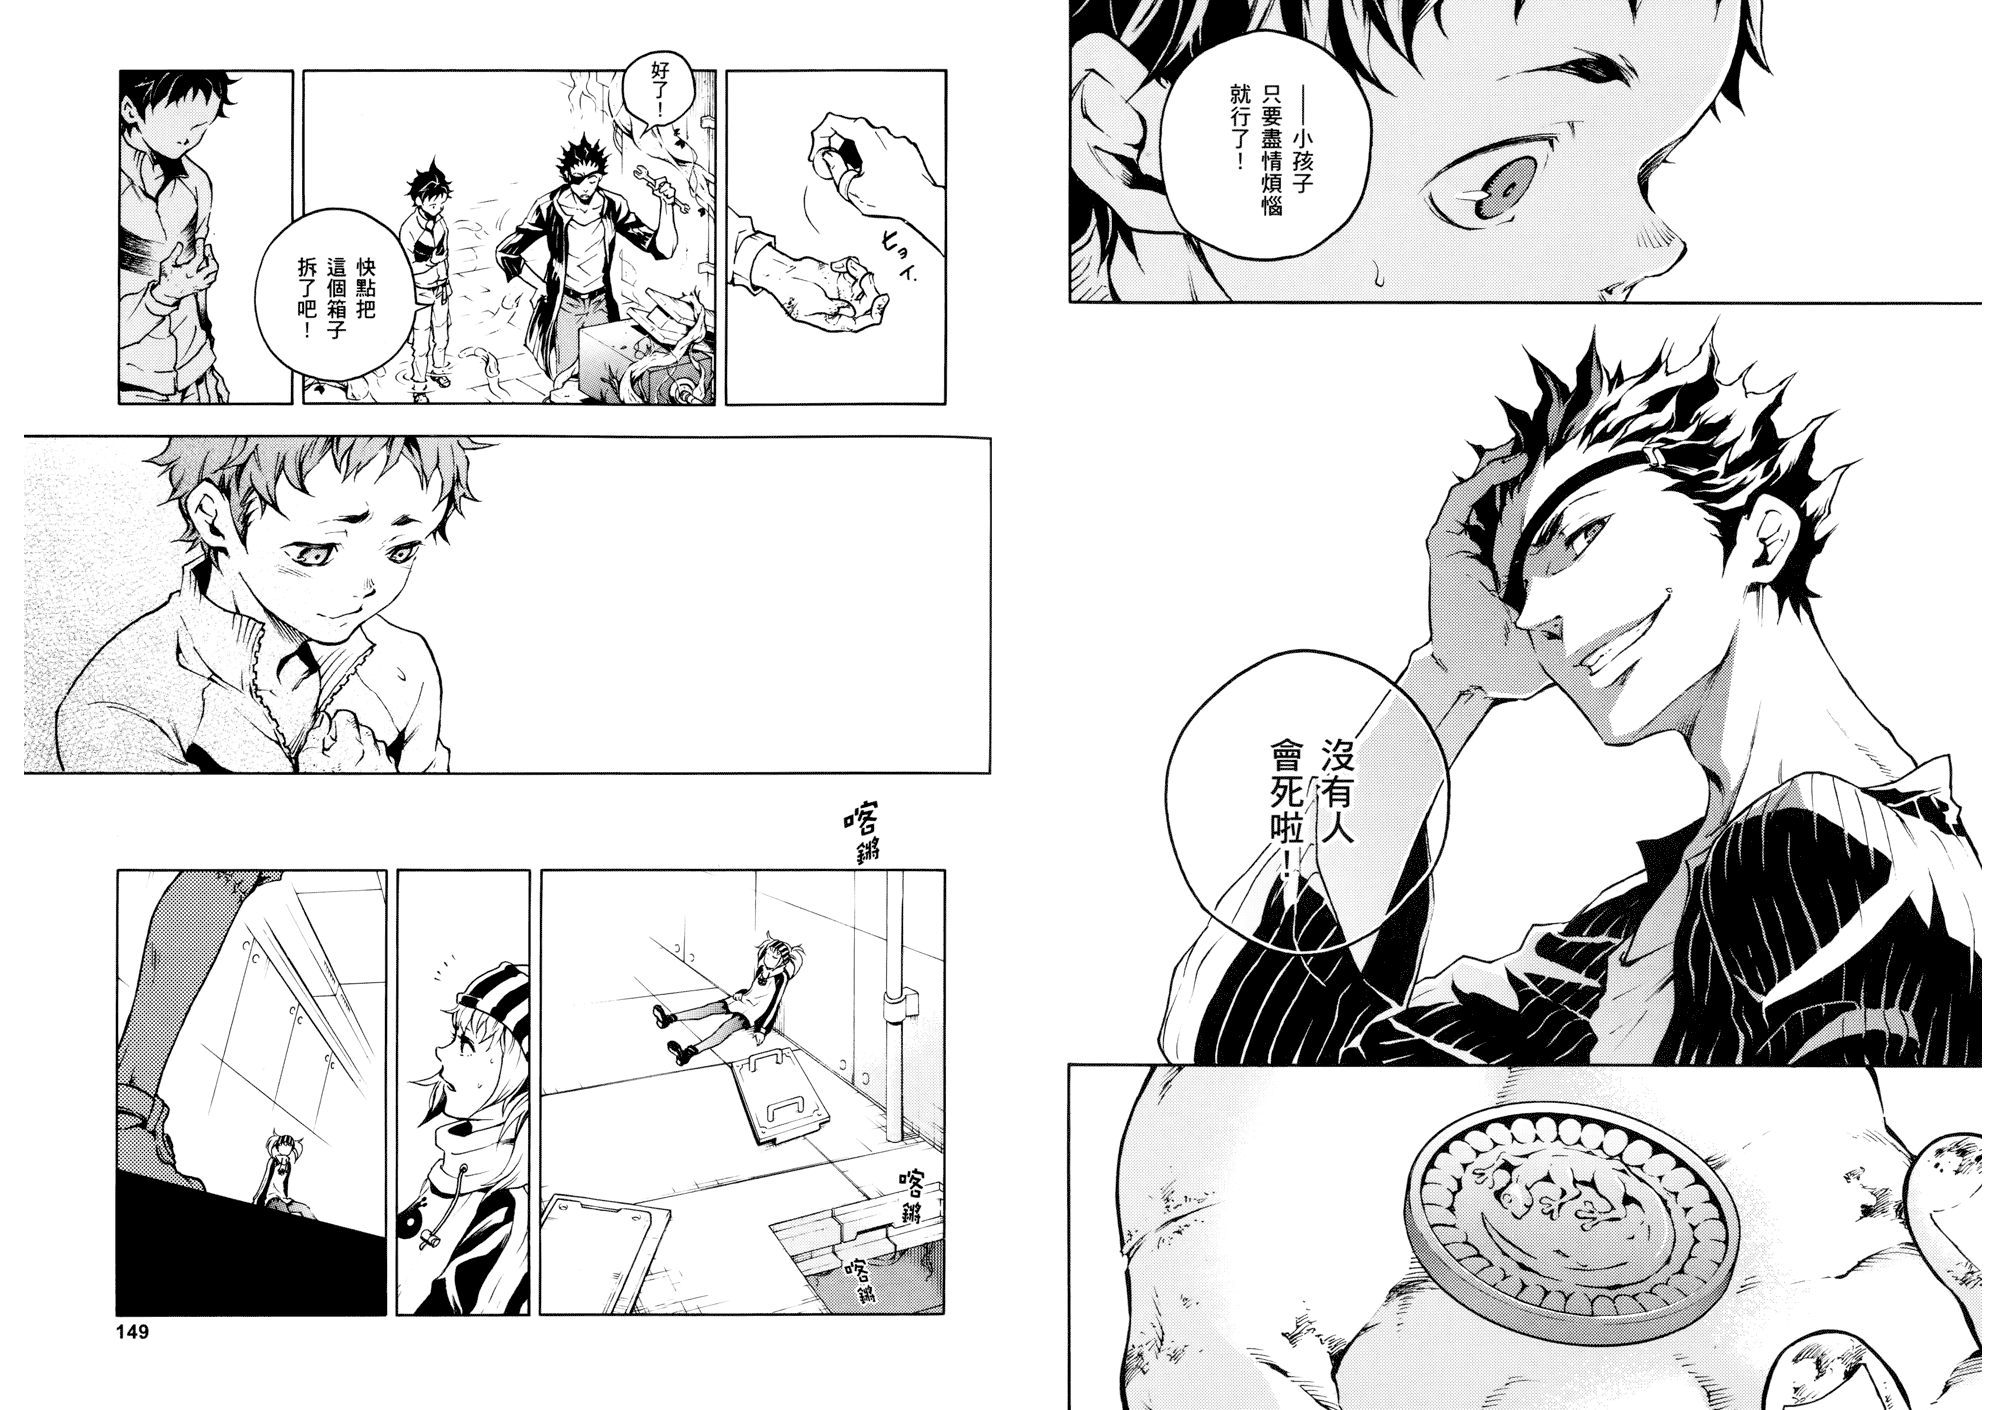 ——小孩子
只要盡情煩惱
就行了！
沒有人
會死啦！
ヒョイ.
好了！
快點把
這個箱子
拆了吧！
喀鏘
喀鏘
喀鏘
149